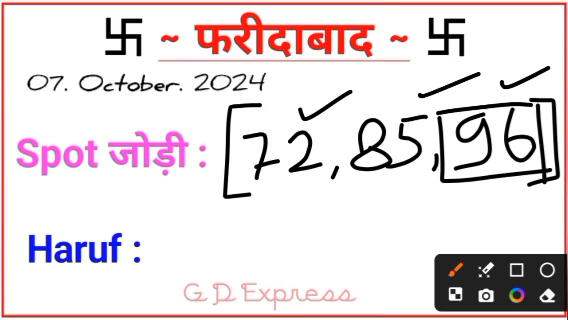 卐 ~ फरीदाबाद ~ 卐
07. October. 2024
Spot जोड़ी : [72, 85, 96]
Haruf :
G D Express